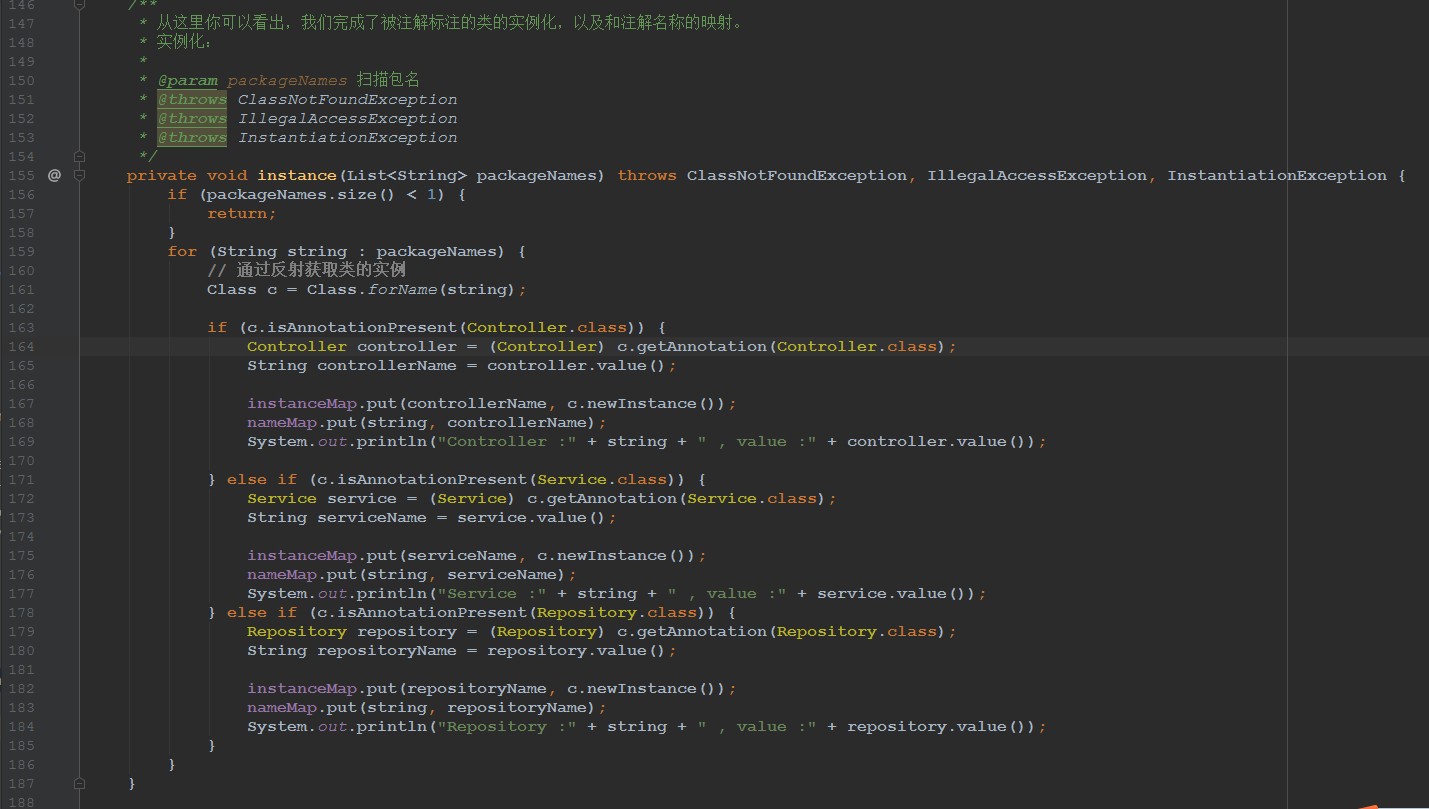 146 /**
147 * 从这里你可以看出，我们完成了被注解标注的类的实例化，以及和注解名称的映射。
148 * 实例化：
149 *
150 * @param packageNames 扫描包名
151 * @throws ClassNotFoundException
152 * @throws IllegalAccessException
153 * @throws InstantiationException
154 */
155 @ private void instance(List<String> packageNames) throws ClassNotFoundException, IllegalAccessException, InstantiationException {
156 if (packageNames.size() < 1) {
157 return;
158 }
159 for (String string : packageNames) {
160 // 通过反射获取类的实例
161 Class c = Class.forName(string);
162
163 if (c.isAnnotationPresent(Controller.class)) {
164 Controller controller = (Controller) c.getAnnotation(Controller.class);
165 String controllerName = controller.value();
166
167 instanceMap.put(controllerName, c.newInstance());
168 nameMap.put(string, controllerName);
169 System.out.println("Controller :" + string + " , value :" + controller.value());
170
171 } else if (c.isAnnotationPresent(Service.class)) {
172 Service service = (Service) c.getAnnotation(Service.class);
173 String serviceName = service.value();
174
175 instanceMap.put(serviceName, c.newInstance());
176 nameMap.put(string, serviceName);
177 System.out.println("Service :" + string + " , value :" + service.value());
178 } else if (c.isAnnotationPresent(Repository.class)) {
179 Repository repository = (Repository) c.getAnnotation(Repository.class);
180 String repositoryName = repository.value();
181
182 instanceMap.put(repositoryName, c.newInstance());
183 nameMap.put(string, repositoryName);
184 System.out.println("Repository :" + string + " , value :" + repository.value());
185 }
186 }
187 }
188